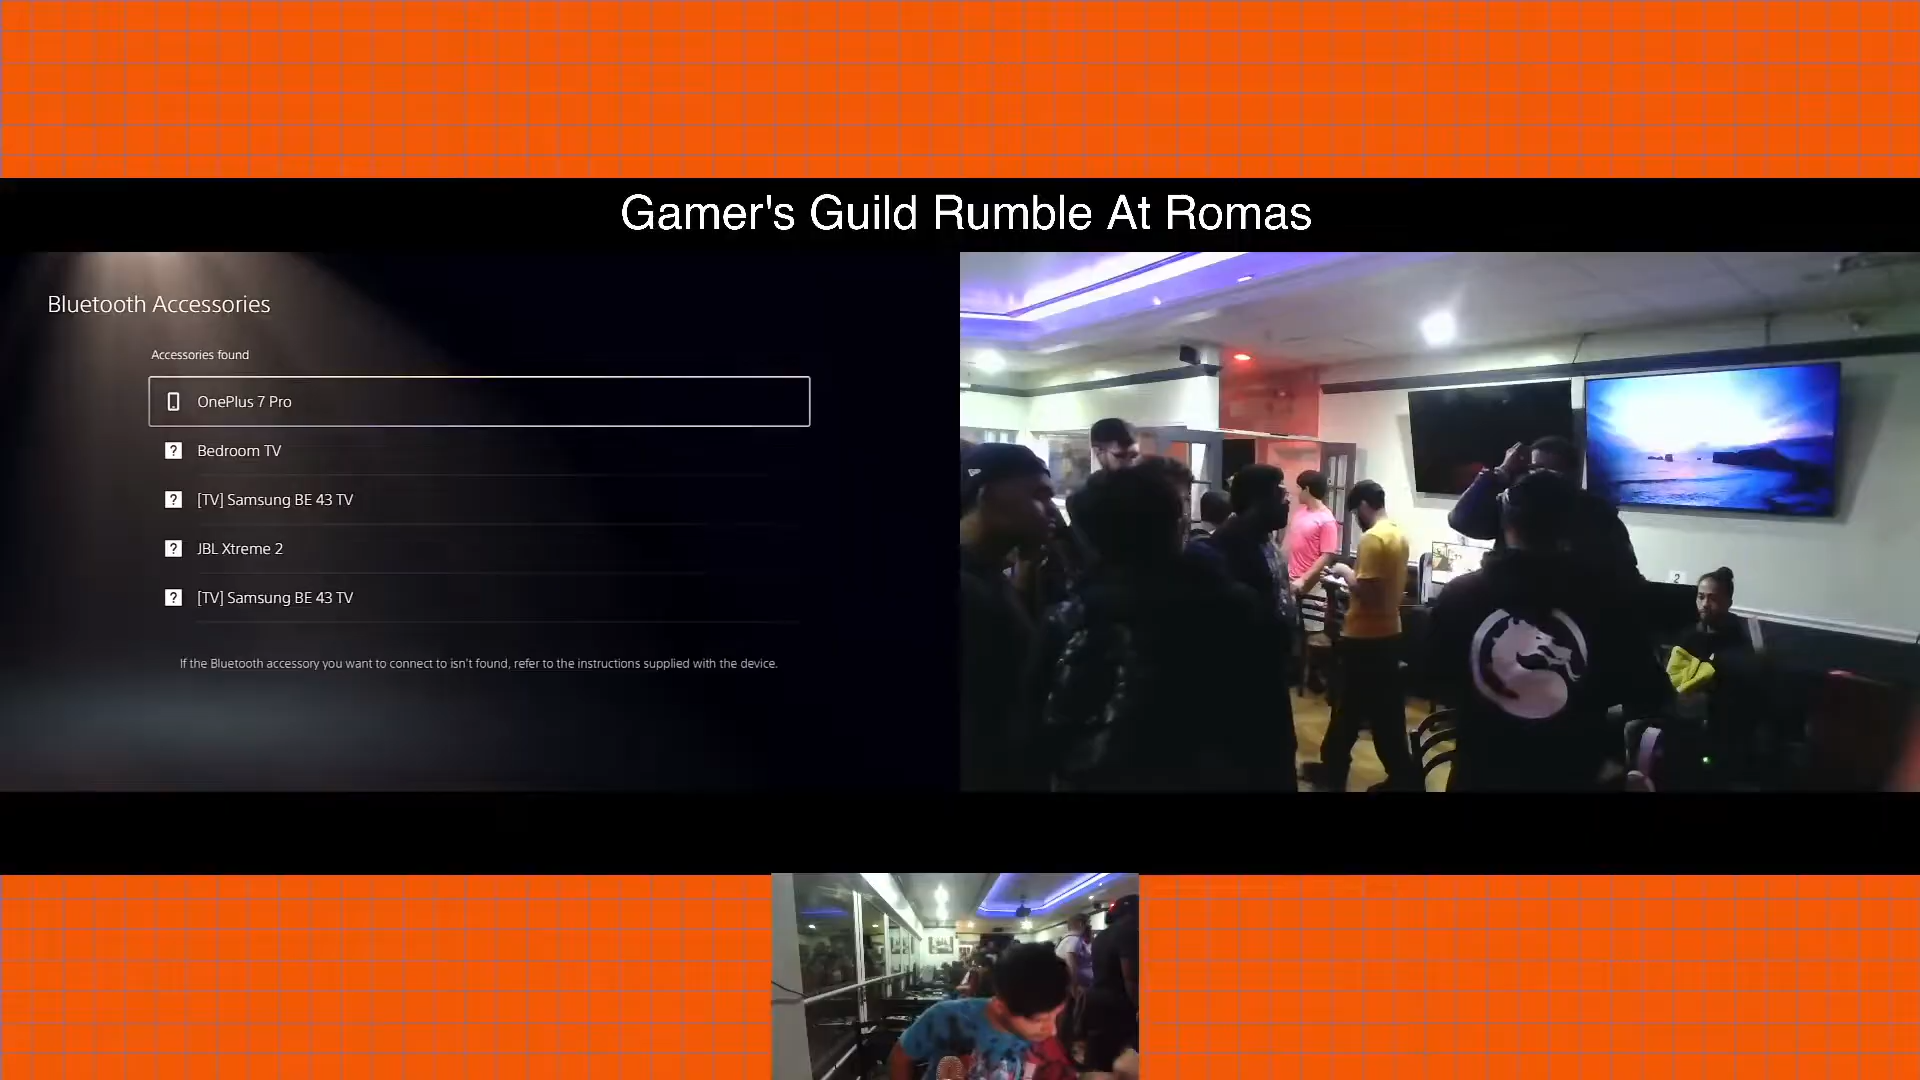 Gamer's Guild Rumble At Romas
Bluetooth Accessories
Accessories found
OnePlus 7 Pro
Bedroom TV
[TV] Samsung BE 43 TV
JBL Xtreme 2
[TV] Samsung BE 43 TV
If the Bluetooth accessory you want to connect to isn't found, refer to the instructions supplied with the device.
2